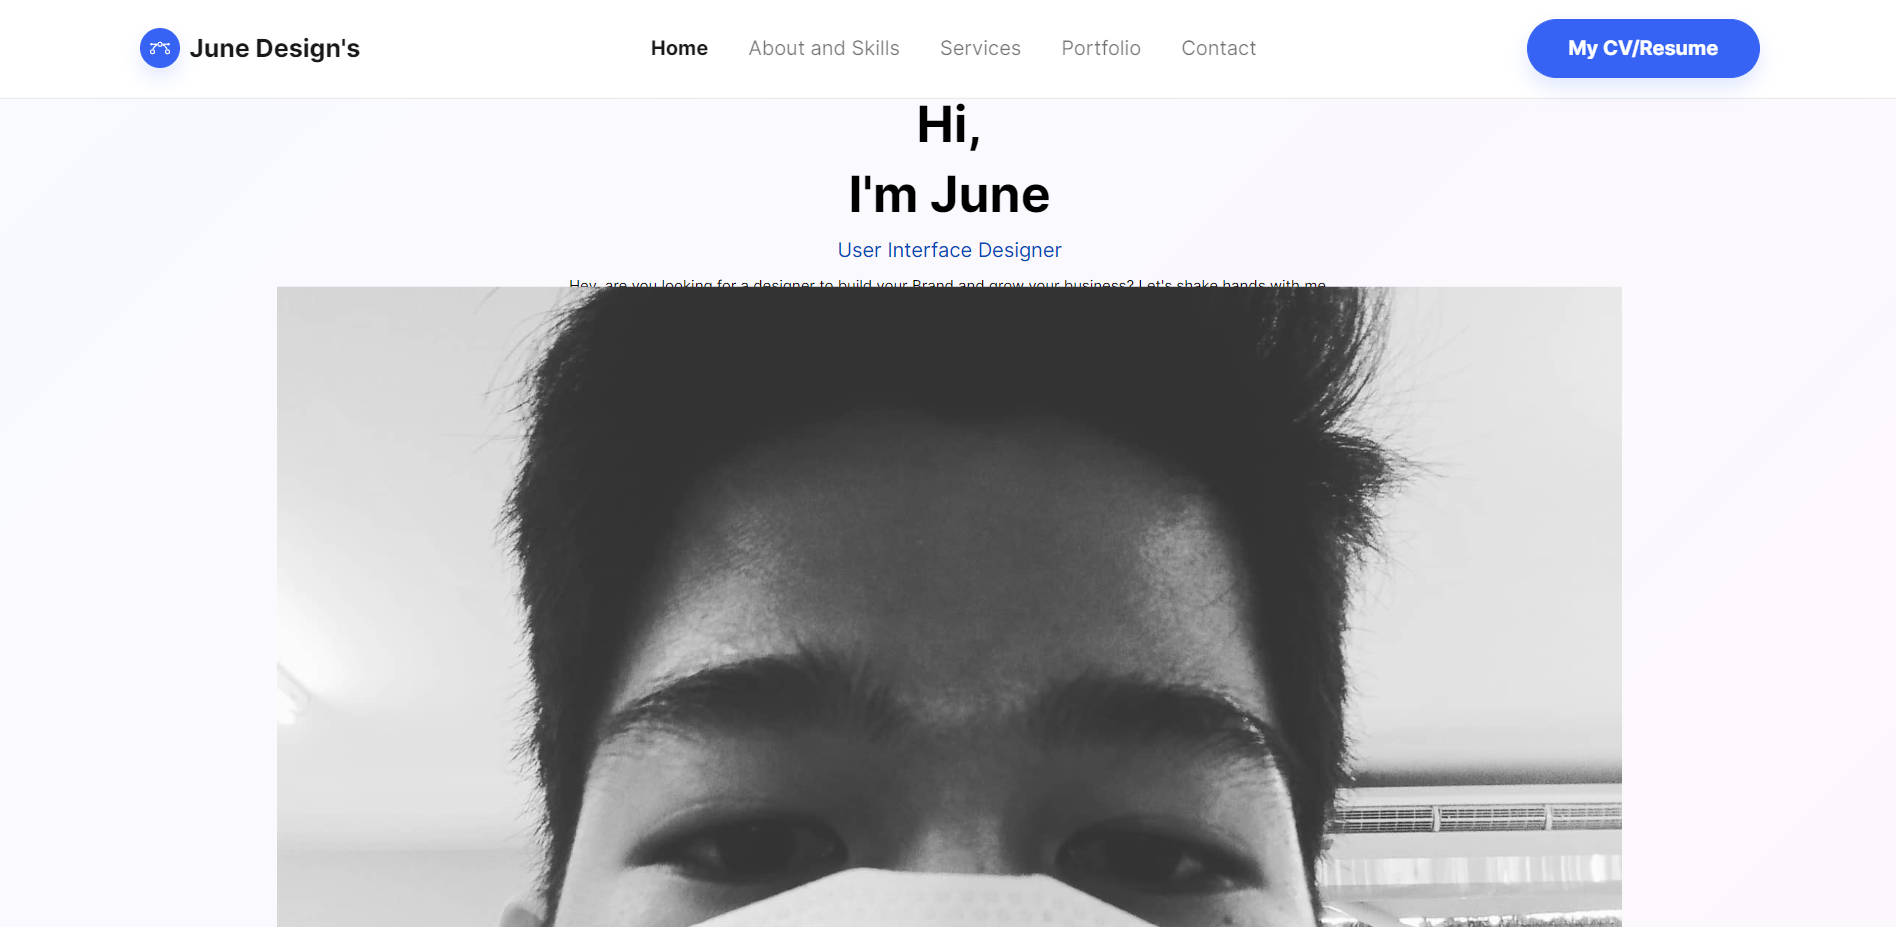 June Design's
Home
About and Skills
Services
Portfolio
Contact
My CV/Resume
Hi,
I'm June
User Interface Designer
Hey, are you looking for a designer to build your Brand and grow your business? Let's shake hands with me